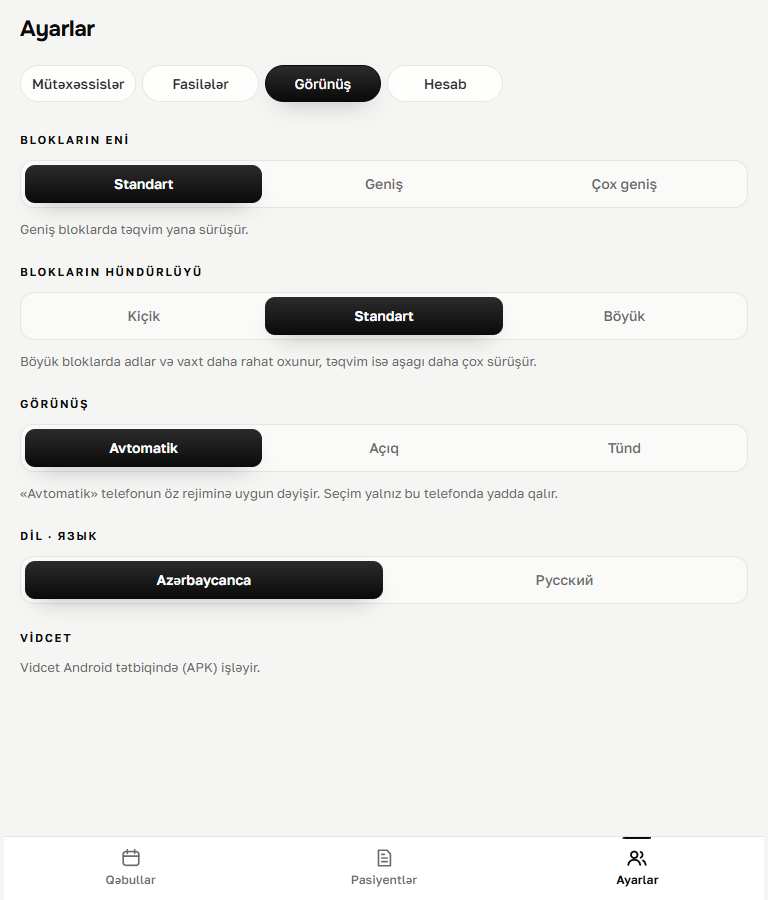 Ayarlar
Mütəxəssislər
Fasilələr
Görünüş
Hesab
BLOKLARIN ENİ
Standart
Geniş
Çox geniş
Geniş bloklarda təqvim yana sürüşür.
BLOKLARIN HÜNDÜRLÜYÜ
Kiçik
Standart
Böyük
Böyük bloklarda adlar və vaxt daha rahat oxunur, təqvim isə aşağı daha çox sürüşür.
GÖRÜNÜŞ
Avtomatik
Açıq
Tünd
«Avtomatik» telefonun öz rejiminə uyğun dəyişir. Seçim yalnız bu telefonda yadda qalır.
DİL · ЯЗЫК
Azərbaycanca
Русский
VİDCET
Vidcet Android tətbiqində (APK) işləyir.
Qəbullar
Pasiyentlər
Ayarlar